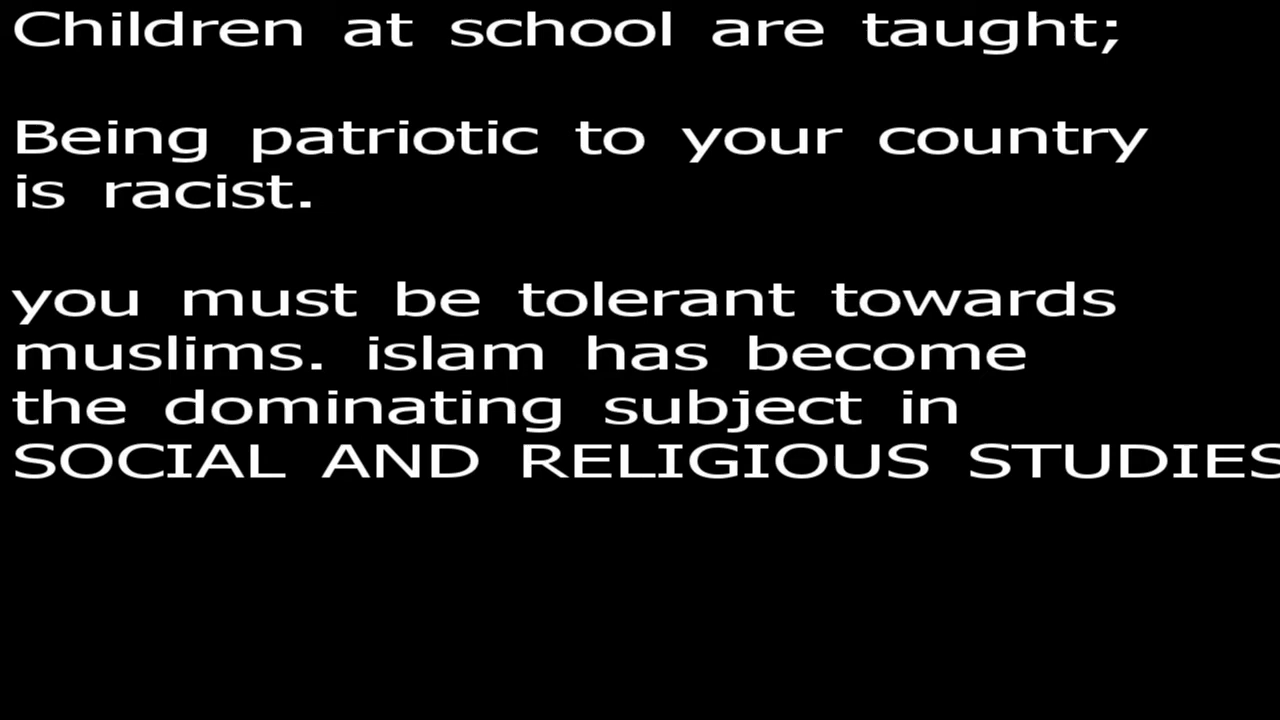 Children at school are taught;
Being patriotic to your country
is racist.
you must be tolerant towards
muslims. islam has become
the dominating subject in
SOCIAL AND RELIGIOUS STUDIES